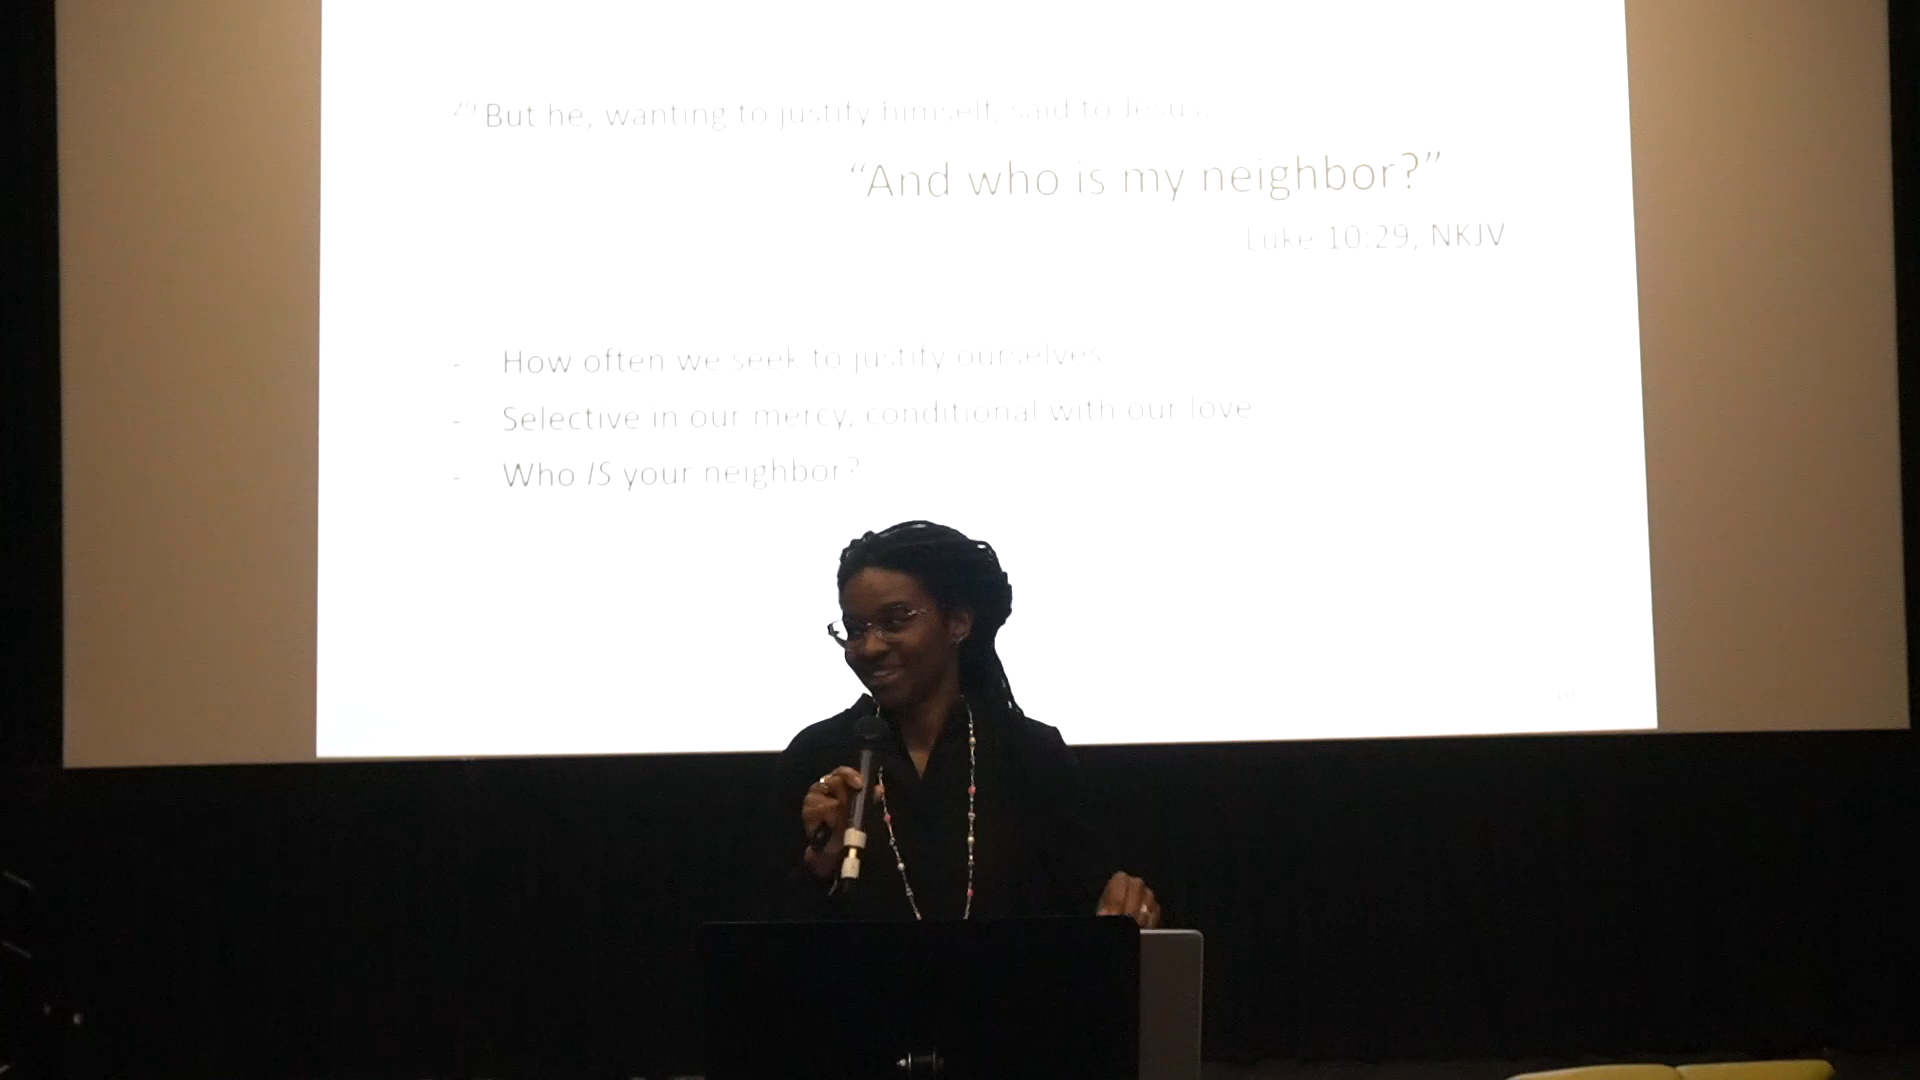 29 But he, wanting to justify himself, said to Jesus,
“And who is my neighbor?”
Luke 10:29, NKJV
- How often we seek to justify ourselves
- Selective in our mercy, conditional with our love
- Who IS your neighbor?